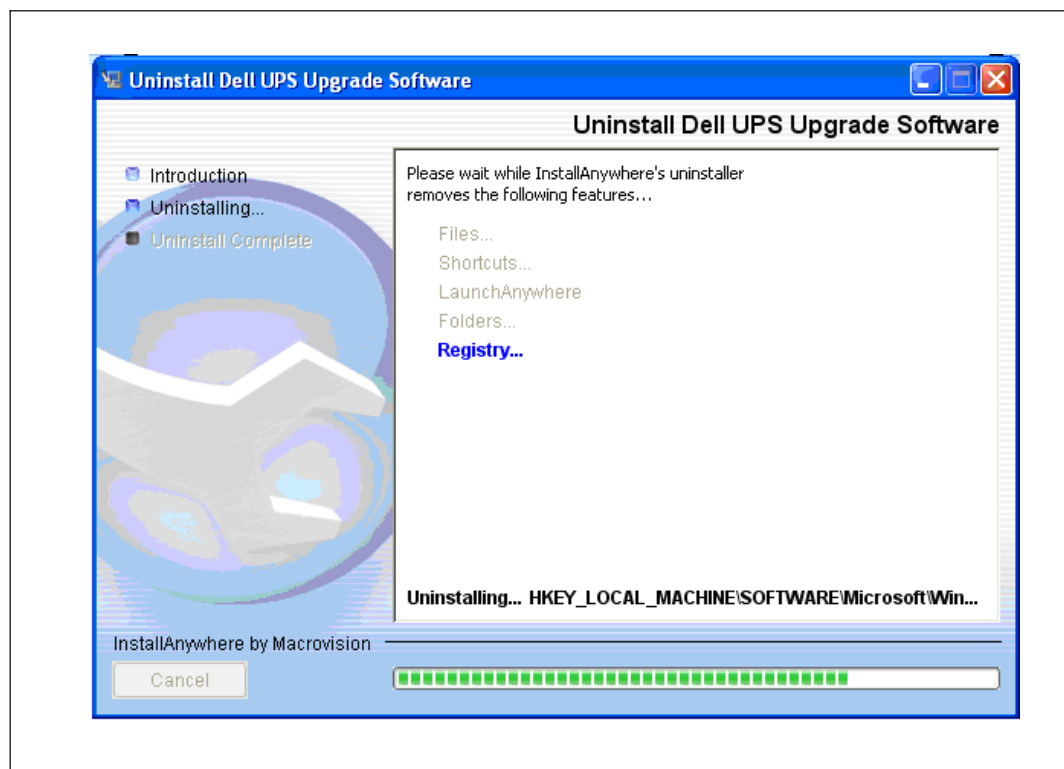 Uninstall Dell UPS Upgrade Software
Uninstall Dell UPS Upgrade Software
Introduction
Uninstalling...
Uninstall Complete
Please wait while InstallAnywhere's uninstaller
removes the following features...
Files...
Shortcuts...
LaunchAnywhere
Folders...
Registry...
Uninstalling... HKEY_LOCAL_MACHINE\SOFTWARE\Microsoft\Win...
InstallAnywhere by Macrovision
Cancel